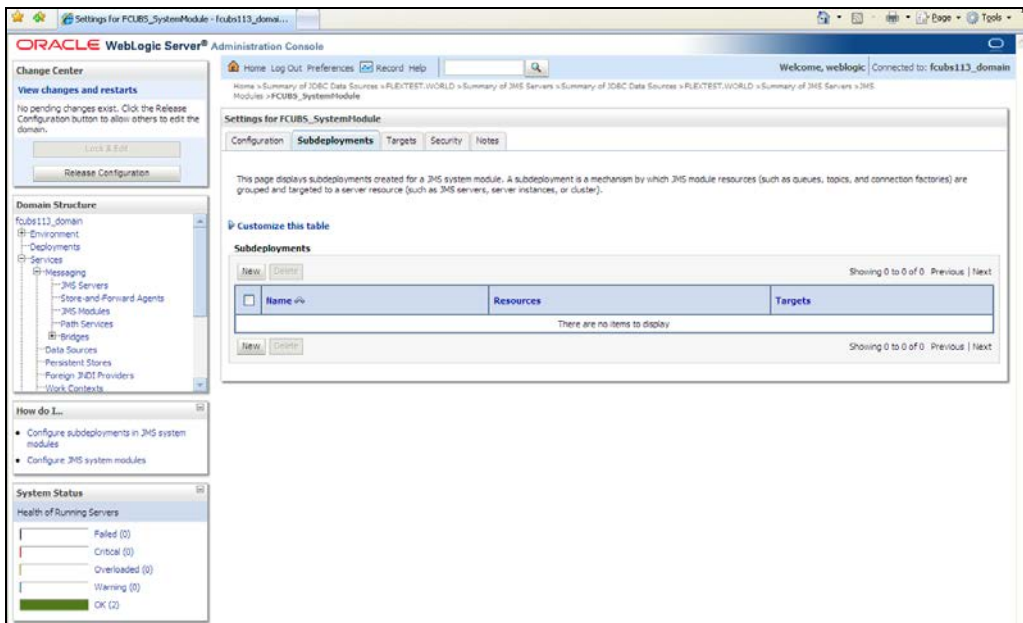 Settings for FCUBS_SystemModule - fcubs113_domai...
Page
Tools
ORACLE WebLogic Server® Administration Console
Change Center
View changes and restarts
No pending changes exist. Click the Release
Configuration button to allow others to edit the
domain.
Lock & Edit
Release Configuration
Domain Structure
fcubs113_domain
Environment
Deployments
Services
Messaging
JMS Servers
Store-and-Forward Agents
JMS Modules
Path Services
Bridges
Data Sources
Persistent Stores
Foreign JNDI Providers
Work Contexts
How do I...
Configure subdeployments in JMS system
modules
Configure JMS system modules
System Status
Health of Running Servers
Failed (0)
Critical (0)
Overloaded (0)
Warning (0)
OK (2)
Home Log Out Preferences Record Help
Welcome, weblogic Connected to: fcubs113_domain
Home >Summary of JDBC Data Sources >FLEXTEST.WORLD >Summary of JMS Servers >Summary of JDBC Data Sources >FLEXTEST.WORLD >Summary of JMS Servers >JMS
Modules >FCUBS_SystemModule
Settings for FCUBS_SystemModule
Configuration Subdeployments Targets Security Notes
This page displays subdeployments created for a JMS system module. A subdeployment is a mechanism by which JMS module resources (such as queues, topics, and connection factories) are
grouped and targeted to a server resource (such as JMS servers, server instances, or cluster).
Customize this table
Subdeployments
New Delete
Showing 0 to 0 of 0 Previous | Next
Name Resources Targets
There are no items to display
New Delete
Showing 0 to 0 of 0 Previous | Next